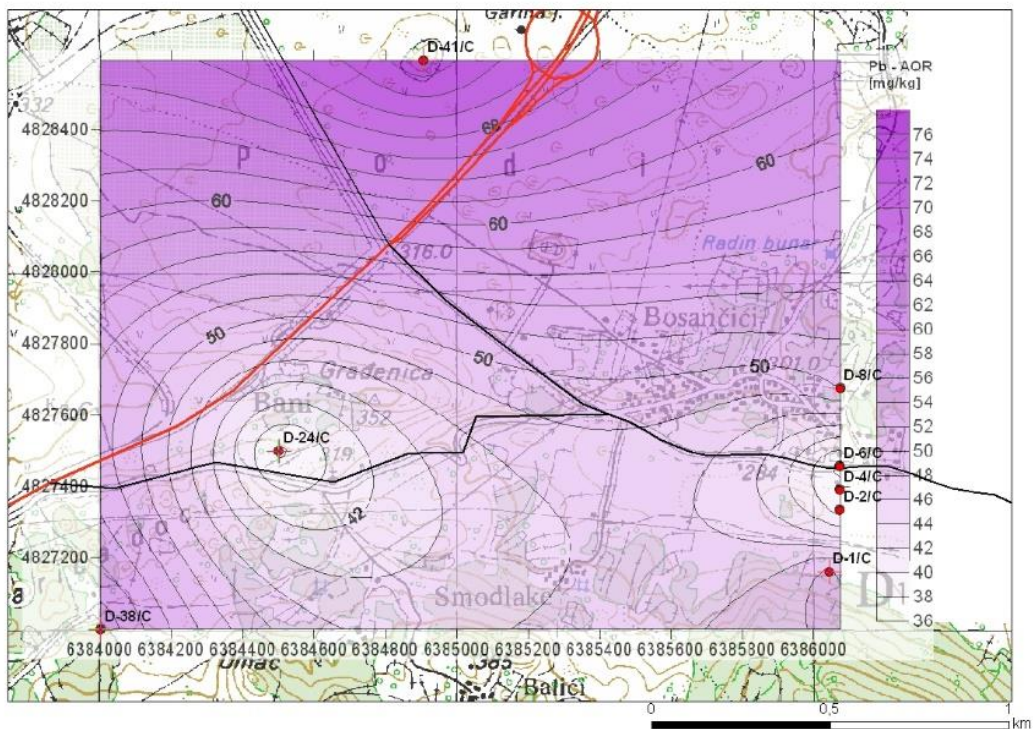 Garina j.
D-41/C
Pb - AOR
[mg/kg]
332
4828400
68
P o d i
60
76
74
72
70
68
66
64
62
60
58
56
54
52
50
48
46
44
42
40
38
36
4828200
60
60
316.0
Radin bunar
4828000
Bosančići
50
50
50
301.0
4827800
Građenica
D-8/C
Bani
352
4827600
D-24/C
319
D-6/C
D-4/C
294
D-2/C
4827400
42
4827200
D-1/C
Smodlake
D1
D-38/C
6384000 6384200 6384400 6384600 6384800 6385000 6385200 6385400 6385600 6385800 6386000
Umac
385
Balići
0 0,5 1
km